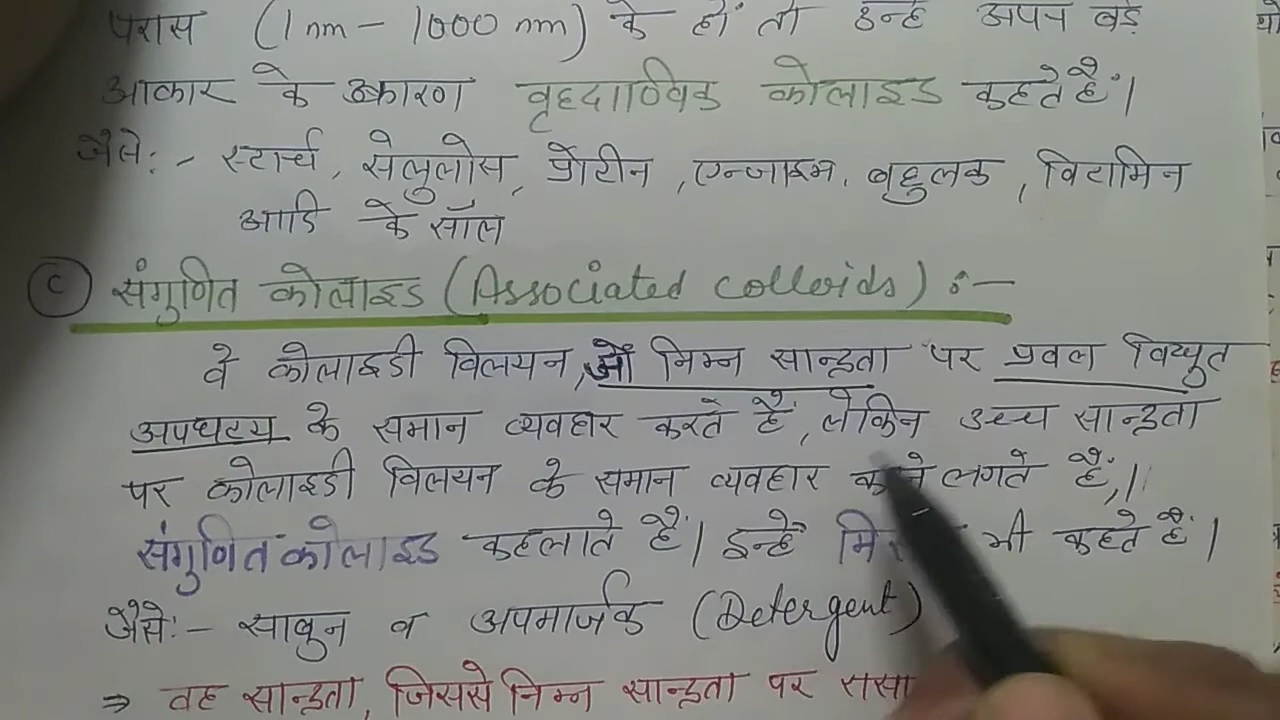 परास (1 nm - 1000 nm) के हों तो इन्हें अपने बड़े
आकार के कारण वृहदाण्विक कोलाइड कहते हैं।
जैसे:- स्टार्च, सेलुलोस, प्रोटीन, एन्जाइम, बहुलक, विटामिन
आदि के सॉल
(C) संगुणित कोलाइड (Associated colloids) :-
वे कोलाइडी विलयन, जो निम्न सान्द्रता पर प्रबल विद्युत
अपघट्य के समान व्यवहार करते हैं, लेकिन उच्च सान्द्रता
पर कोलाइडी विलयन के समान व्यवहार करने लगते हैं,।
संगुणित कोलाइड कहलाते हैं। इन्हें भी कहते हैं।
जैसे:- साबुन व अपमार्जक (Detergent)
⇒ वह सान्द्रता, जिससे निम्न सान्द्रता पर